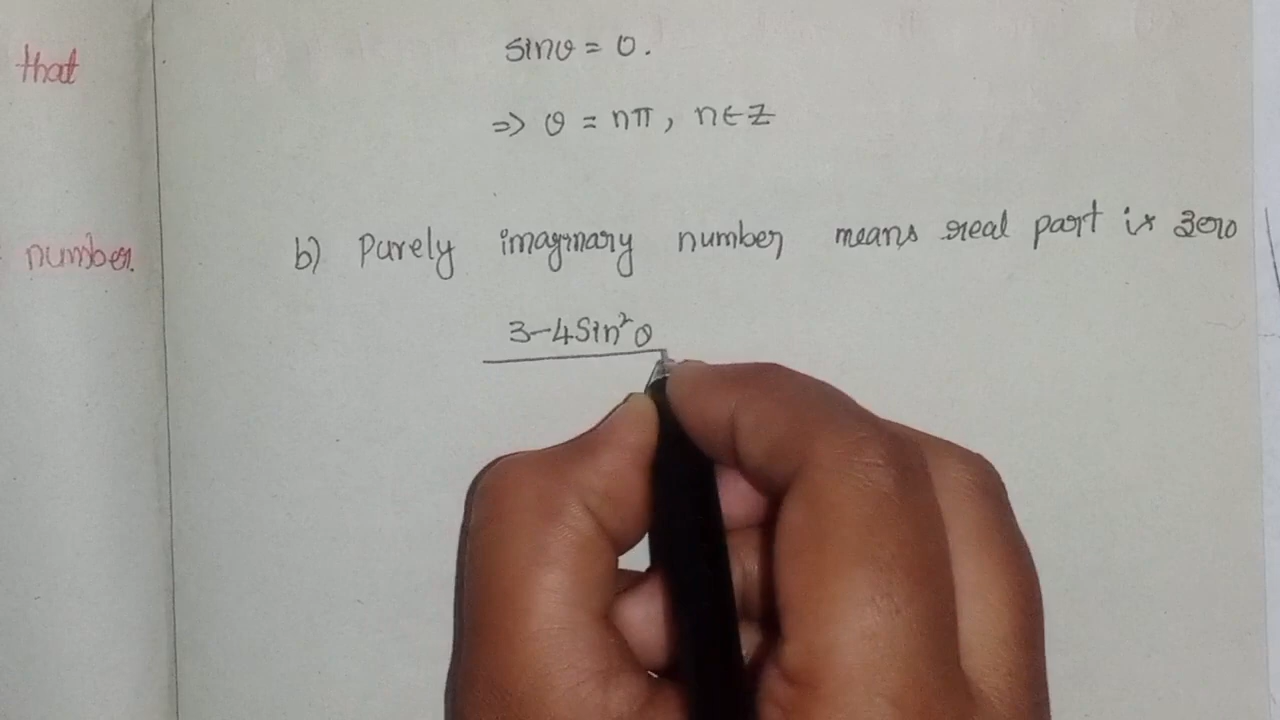 that
sinθ = 0.
=> θ = nπ, n∈Z
number.
b) Purely imaginary number means real part is zero
3-4Sin²θ